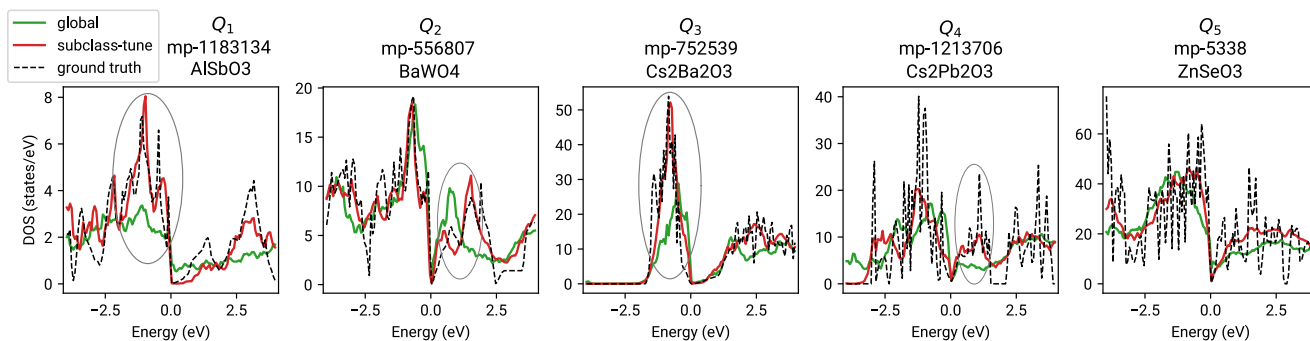 global
subclass-tune
ground truth
Q1
mp-1183134
AlSbO3
Q2
mp-556807
BaWO4
Q3
mp-752539
Cs2Ba2O3
Q4
mp-1213706
Cs2Pb2O3
Q5
mp-5338
ZnSeO3
DOS (states/eV)
8
6
4
2
0
−2.5 0.0 2.5
Energy (eV)
20
15
10
5
0
−2.5 0.0 2.5
Energy (eV)
50
40
30
20
10
0
−2.5 0.0 2.5
Energy (eV)
40
30
20
10
0
−2.5 0.0 2.5
Energy (eV)
60
40
20
0
−2.5 0.0 2.5
Energy (eV)